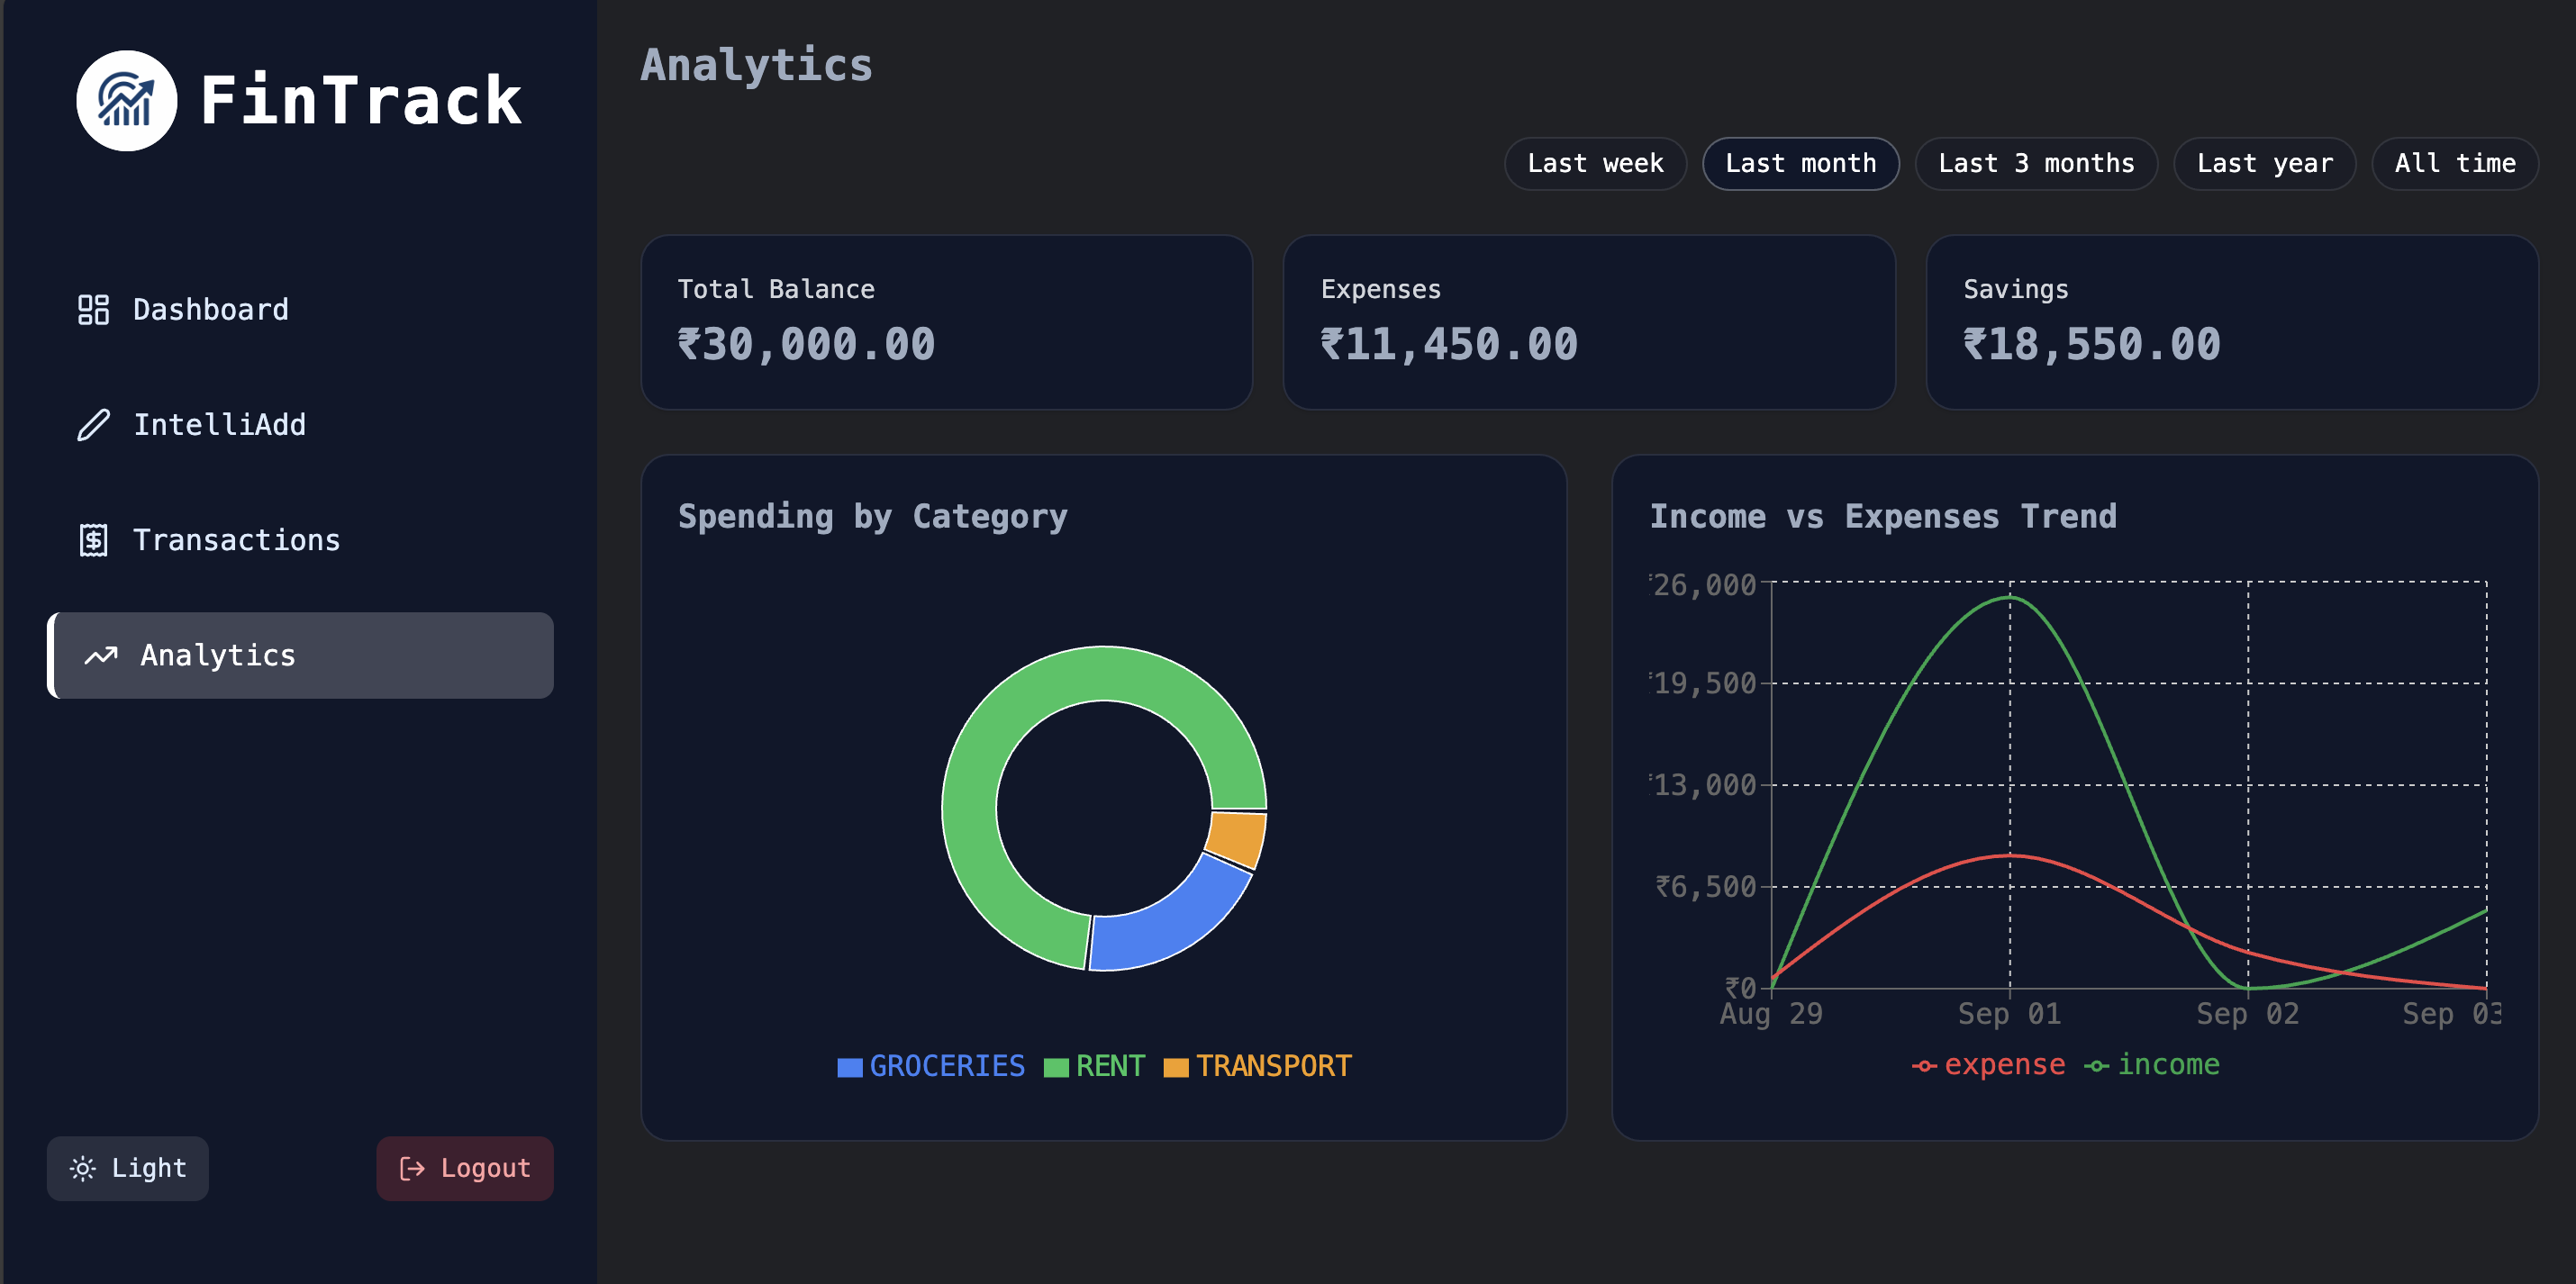 FinTrack
Dashboard
IntelliAdd
Transactions
Analytics
Light
Logout
Analytics
Last week
Last month
Last 3 months
Last year
All time
Total Balance
₹30,000.00
Expenses
₹11,450.00
Savings
₹18,550.00
Spending by Category
GROCERIES RENT TRANSPORT
Income vs Expenses Trend
26,000
19,500
13,000
₹6,500
₹0
Aug 29 Sep 01 Sep 02 Sep 03
expense income